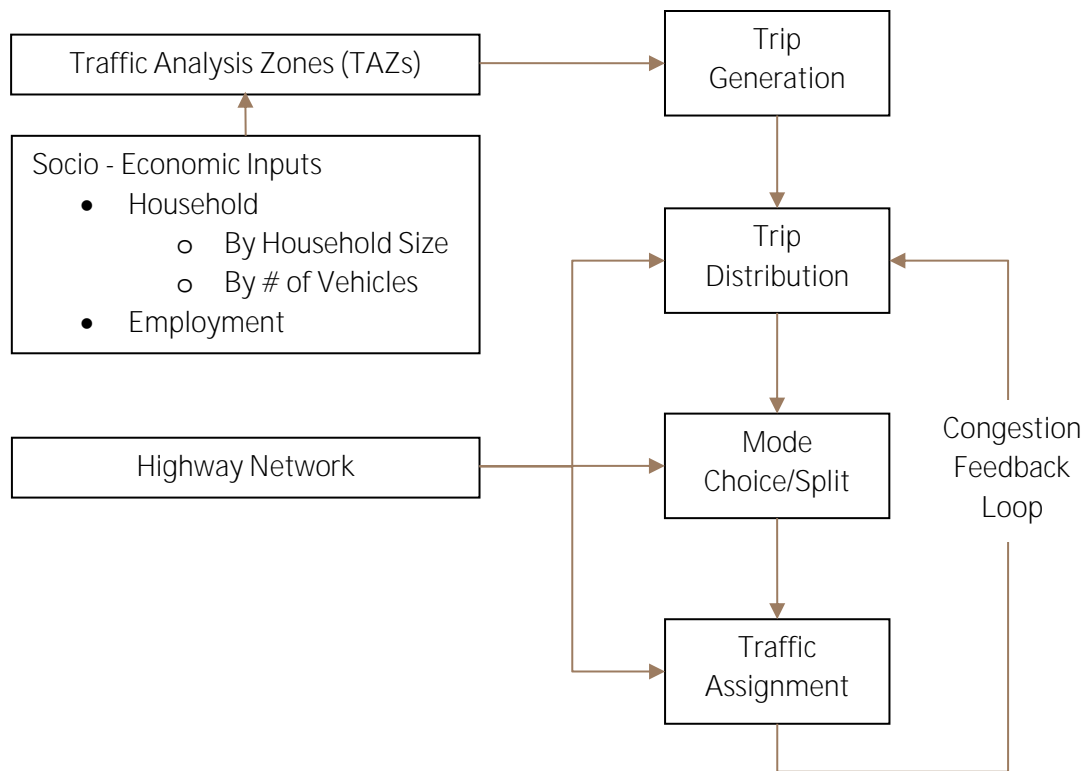 Traffic Analysis Zones (TAZs)
Trip
Generation
Socio - Economic Inputs
• Household
o By Household Size
o By # of Vehicles
• Employment
Trip
Distribution
Highway Network
Mode
Choice/Split
Congestion
Feedback
Loop
Traffic
Assignment